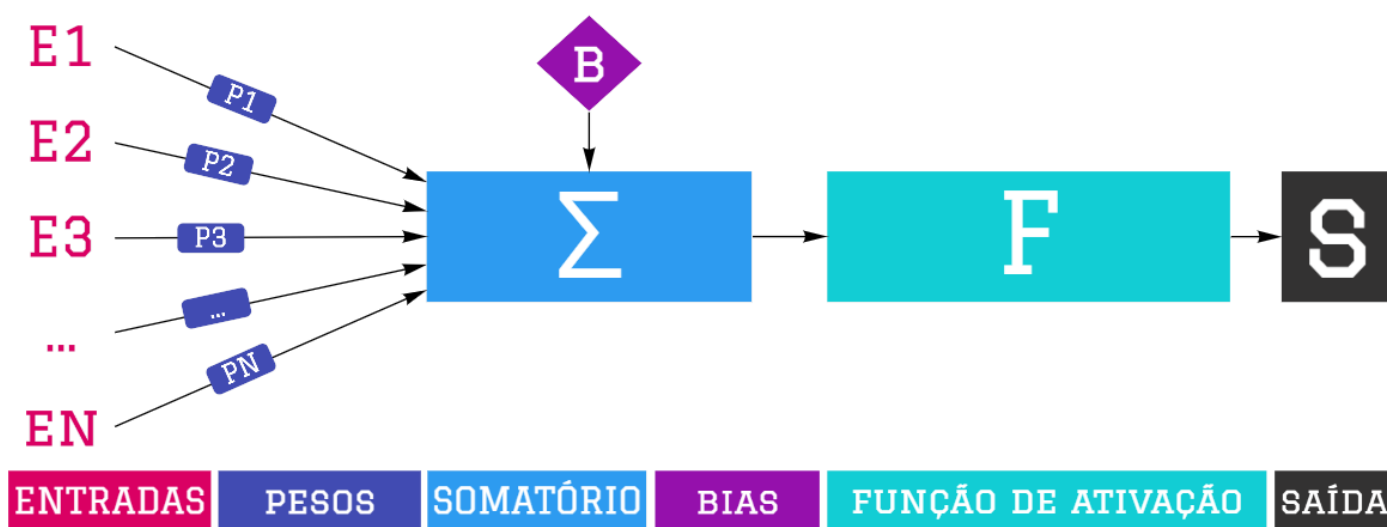 E1
P1
B
E2
P2
E3
P3
Σ
F
S
...
...
EN
PN
ENTRADAS
PESOS
SOMATÓRIO
BIAS
FUNÇÃO DE ATIVAÇÃO
SAÍDA